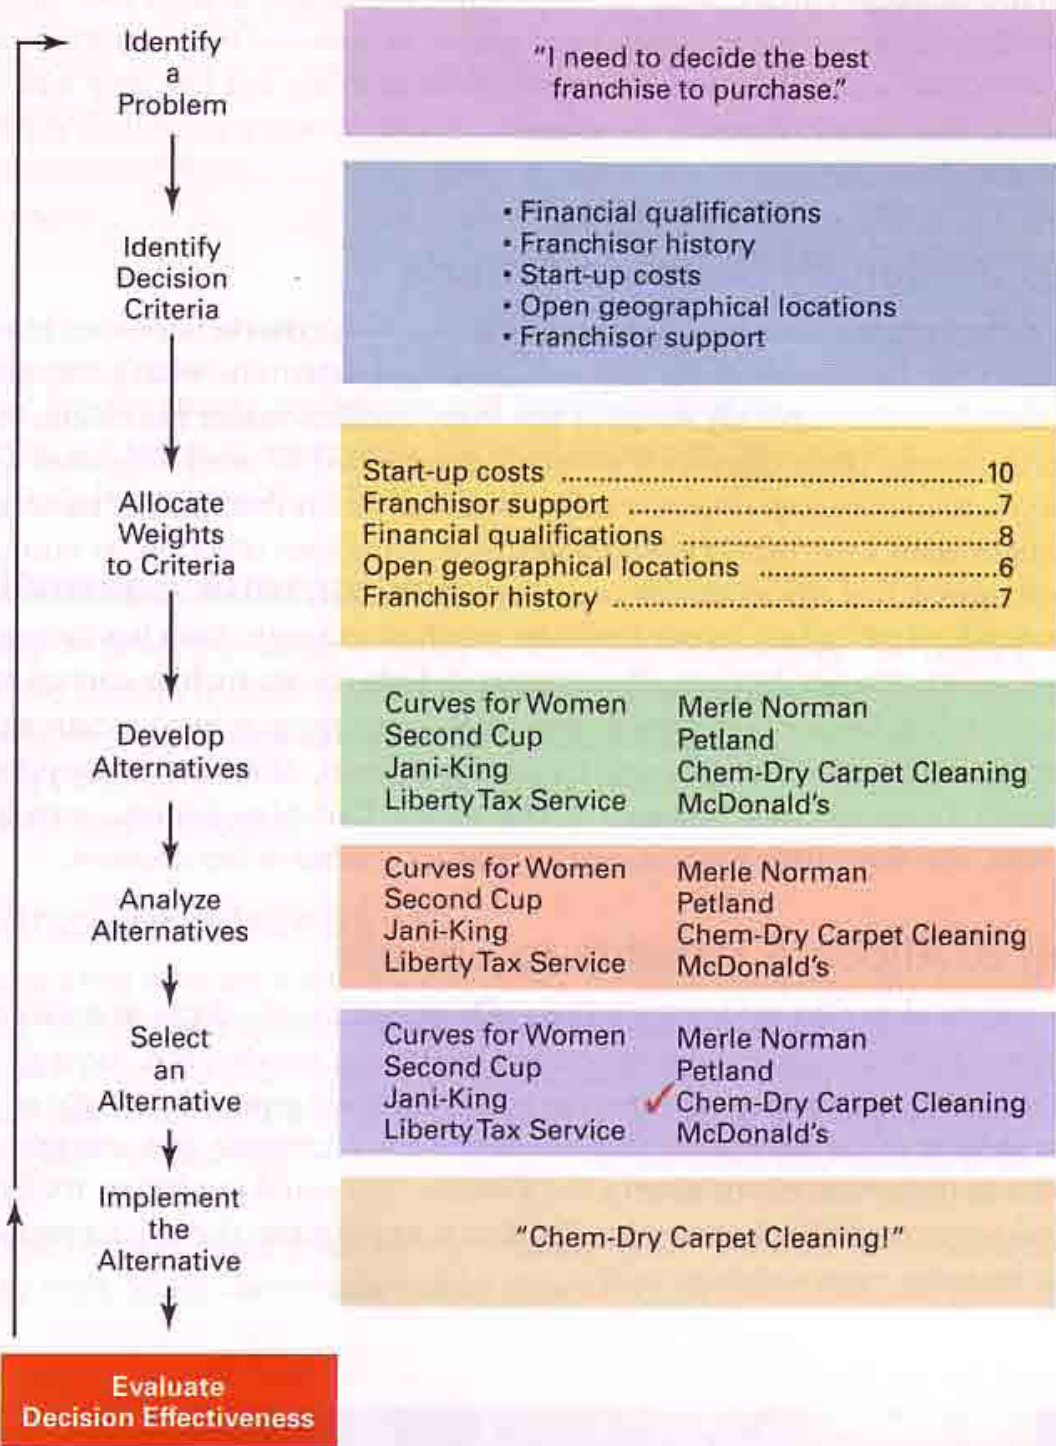 Identify
a
Problem
"I need to decide the best
franchise to purchase."
Identify
Decision
Criteria
• Financial qualifications
• Franchisor history
• Start-up costs
• Open geographical locations
• Franchisor support
Allocate
Weights
to Criteria
Start-up costs ................................................10
Franchisor support ..........................................7
Financial qualifications ....................................8
Open geographical locations ............................6
Franchisor history ............................................7
Develop
Alternatives
Curves for Women Merle Norman
Second Cup Petland
Jani-King Chem-Dry Carpet Cleaning
Liberty Tax Service McDonald's
Analyze
Alternatives
Curves for Women Merle Norman
Second Cup Petland
Jani-King Chem-Dry Carpet Cleaning
Liberty Tax Service McDonald's
Select
an
Alternative
Curves for Women Merle Norman
Second Cup Petland
Jani-King ✓ Chem-Dry Carpet Cleaning
Liberty Tax Service McDonald's
Implement
the
Alternative
"Chem-Dry Carpet Cleaning!"
Evaluate
Decision Effectiveness